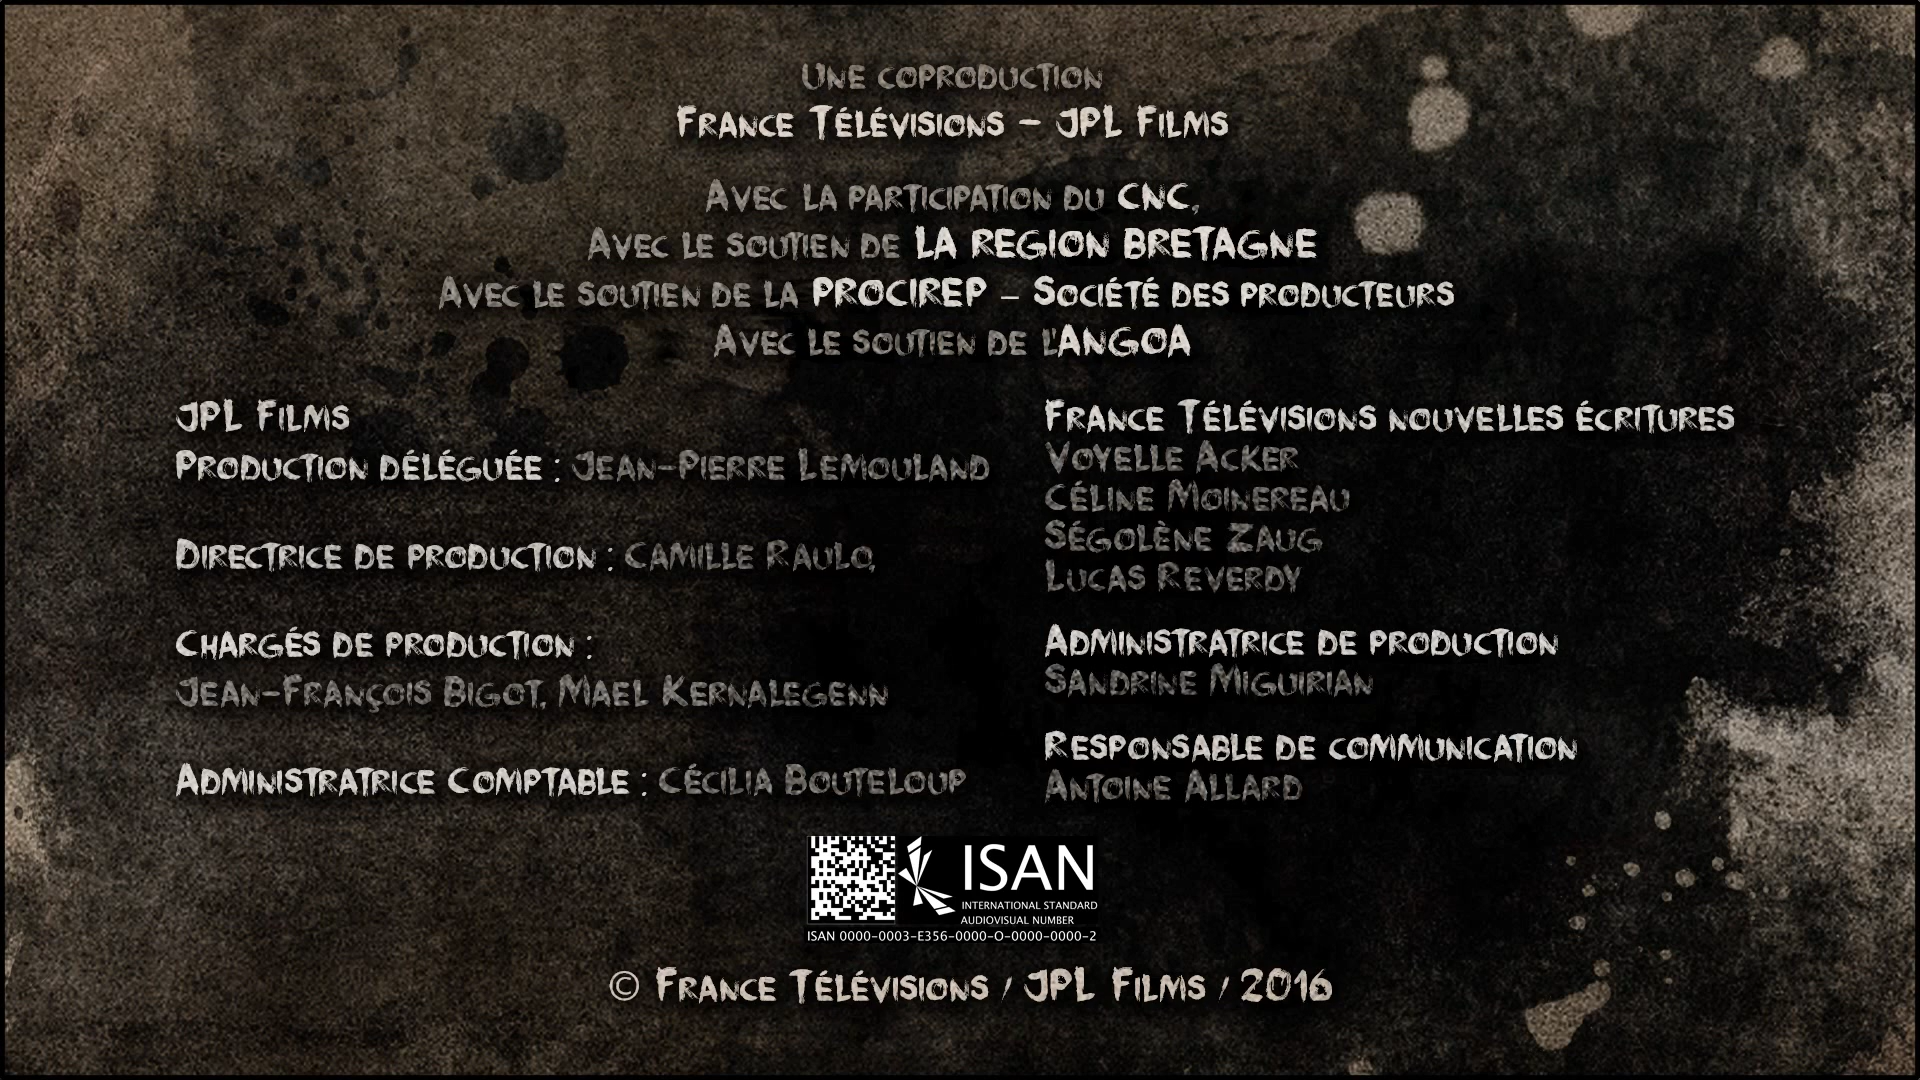 Une coproduction
France Télévisions - JPL Films
Avec la participation du CNC,
Avec le soutien de LA REGION BRETAGNE
Avec le soutien de la PROCIREP – Société des producteurs
Avec le soutien de l'ANGOA
JPL Films
Production déléguée : Jean-Pierre Lemouland
Directrice de production : Camille Raulo,
Chargés de production :
Jean-François Bigot, Mael Kernalegenn
Administratrice Comptable : Cécilia Bouteloup
France Télévisions nouvelles écritures
Voyelle Acker
Céline Moinereau
Ségolène Zaug
Lucas Reverdy
Administratrice de production
Sandrine Miguirian
Responsable de communication
Antoine Allard
ISAN
INTERNATIONAL STANDARD
AUDIOVISUAL NUMBER
ISAN 0000-0003-E356-0000-O-0000-0000-2
© France Télévisions / JPL Films / 2016